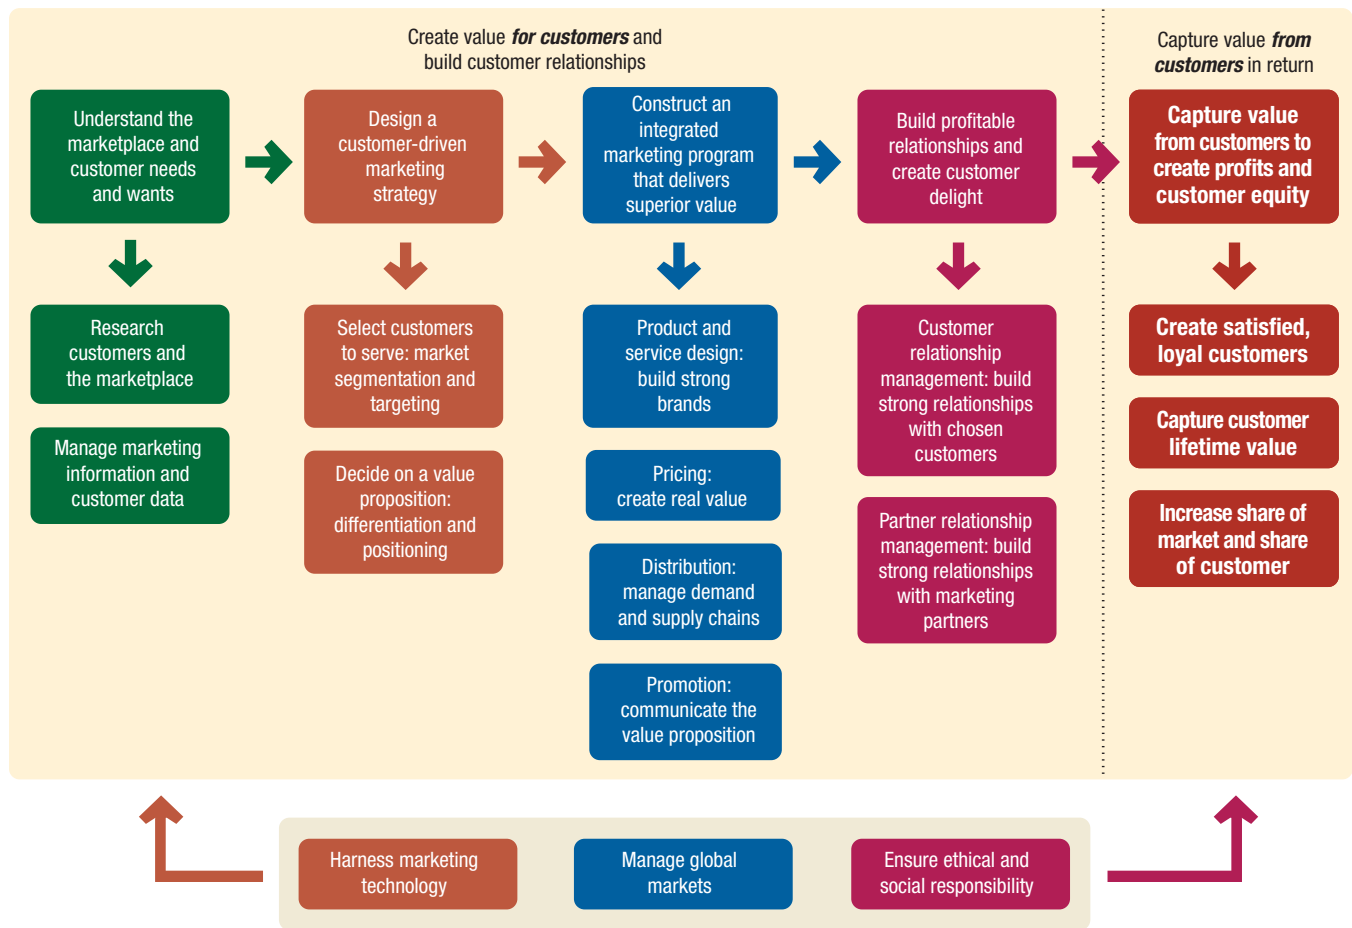 Create value for customers and
build customer relationships
Capture value from
customers in return
Understand the
marketplace and
customer needs
and wants
Design a
customer-driven
marketing
strategy
Construct an
integrated
marketing program
that delivers
superior value
Build profitable
relationships and
create customer
delight
Capture value
from customers to
create profits and
customer equity
Research
customers and
the marketplace
Manage marketing
information and
customer data
Select customers
to serve: market
segmentation and
targeting
Decide on a value
proposition:
differentiation and
positioning
Product and
service design:
build strong
brands
Pricing:
create real value
Distribution:
manage demand
and supply chains
Promotion:
communicate the
value proposition
Customer
relationship
management: build
strong relationships
with chosen
customers
Partner relationship
management: build
strong relationships
with marketing
partners
Create satisfied,
loyal customers
Capture customer
lifetime value
Increase share of
market and share
of customer
Harness marketing
technology
Manage global
markets
Ensure ethical and
social responsibility